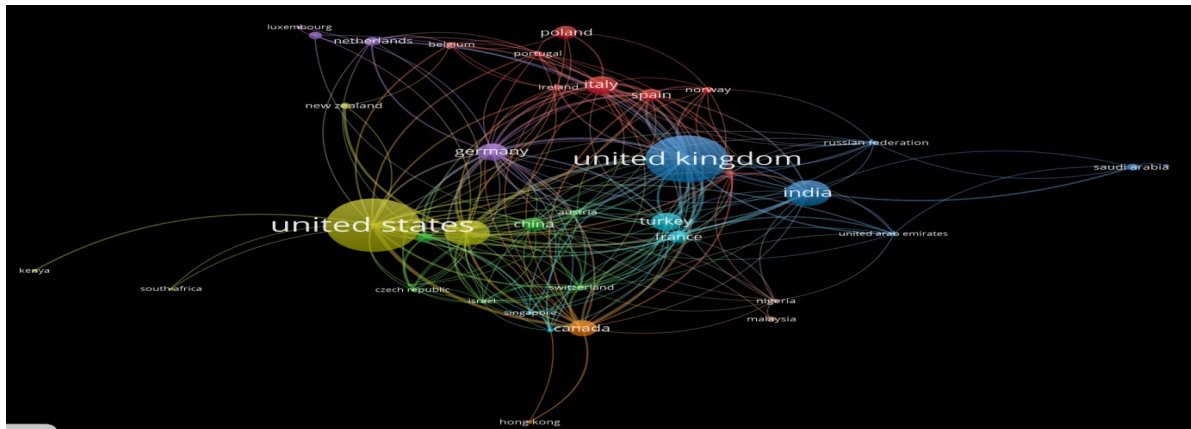 luxembourg
netherlands
belgium
poland
portugal
ireland
italy
spain
norway
new zealand
germany
united kingdom
russian federation
saudi arabia
india
united states
china
austria
turkey
france
united arab emirates
kenya
south africa
czech republic
israel
switzerland
singapore
canada
nigeria
malaysia
hong kong